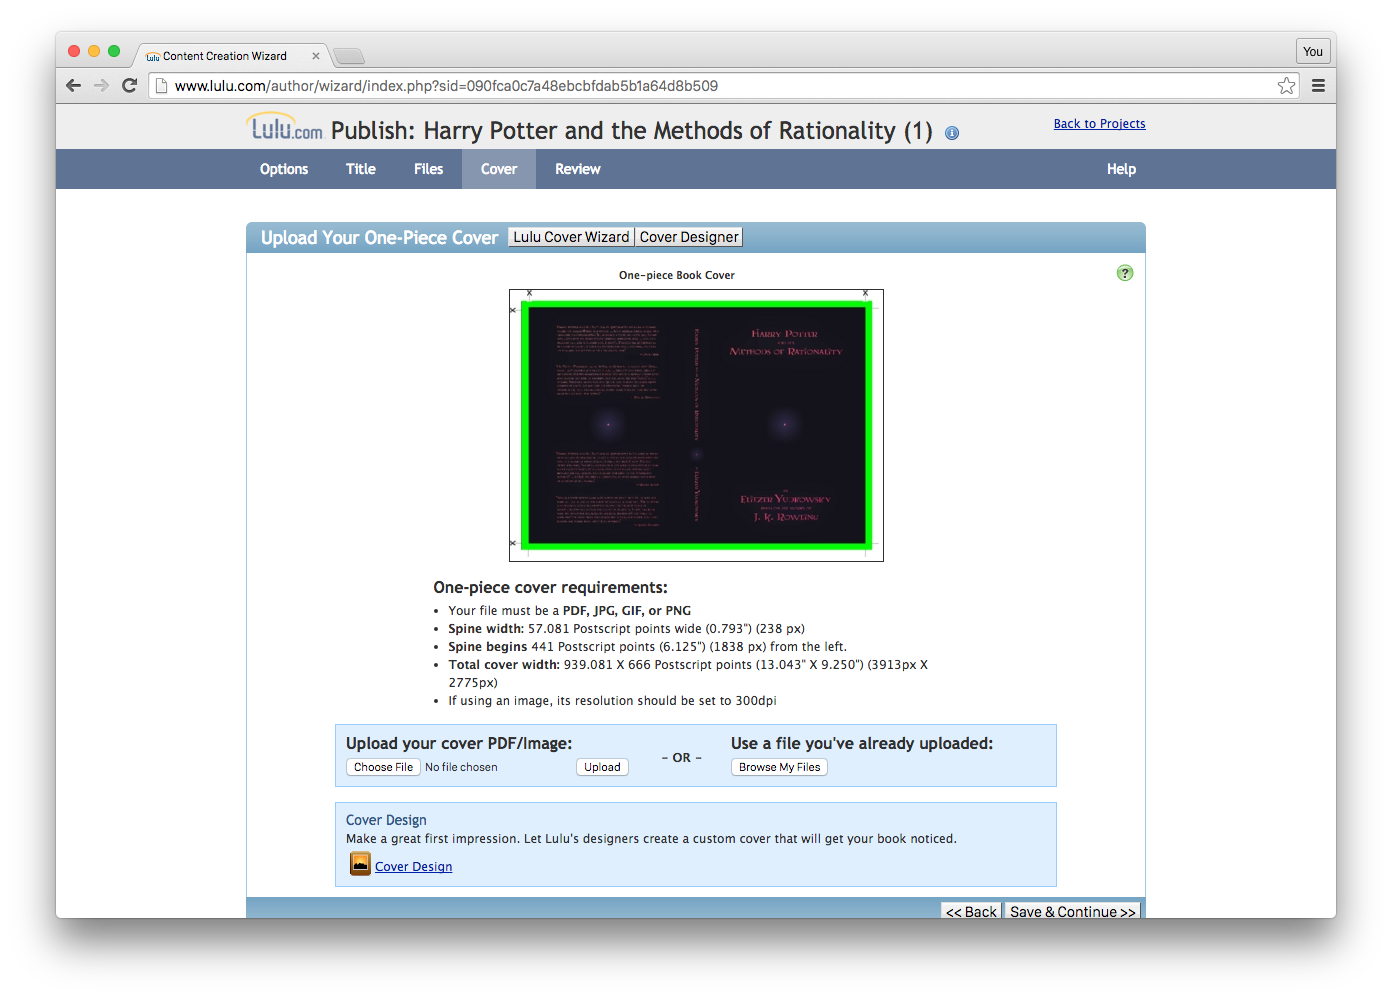 Content Creation Wizard
You
www.lulu.com/author/wizard/index.php?sid=090fca0c7a48ebcbfdab5b1a64d8b509
Lulu.com Publish: Harry Potter and the Methods of Rationality (1)
Back to Projects
Options Title Files Cover Review Help
Upload Your One-Piece Cover Lulu Cover Wizard Cover Designer
One-piece Book Cover
?
Harry Potter
and the
Methods of Rationality
by
Eliezer Yudkowsky
J. K. Rowling
One-piece cover requirements:
• Your file must be a PDF, JPG, GIF, or PNG
• Spine width: 57.081 Postscript points wide (0.793") (238 px)
• Spine begins 441 Postscript points (6.125") (1838 px) from the left.
• Total cover width: 939.081 X 666 Postscript points (13.043" X 9.250") (3913px X
2775px)
• If using an image, its resolution should be set to 300dpi
Upload your cover PDF/Image:
Choose File No file chosen Upload
- OR -
Use a file you've already uploaded:
Browse My Files
Cover Design
Make a great first impression. Let Lulu's designers create a custom cover that will get your book noticed.
Cover Design
<< Back Save & Continue >>